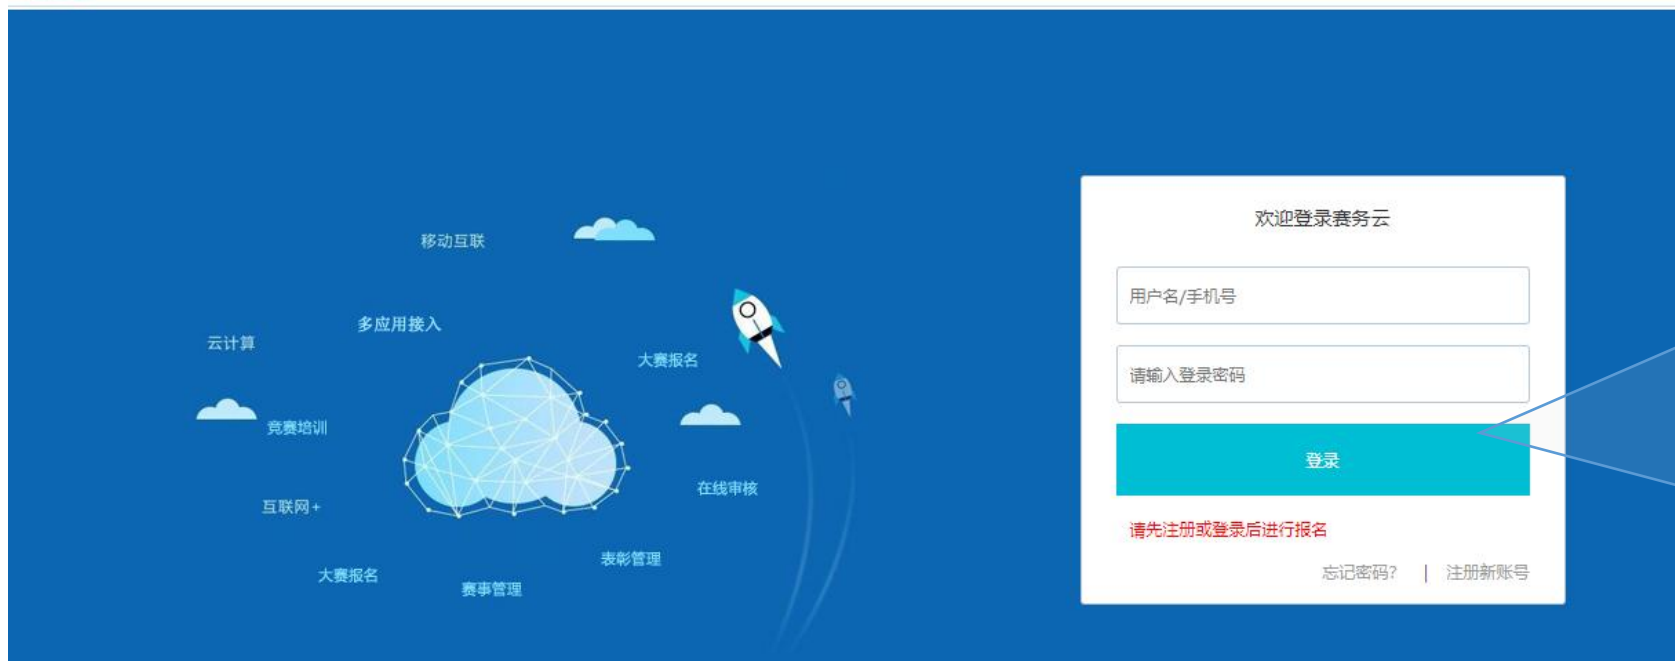 移动互联
多应用接入
云计算
大赛报名
竞赛培训
在线审核
互联网+
表彰管理
大赛报名
赛事管理
欢迎登录赛务云
用户名/手机号
请输入登录密码
登录
请先注册或登录后进行报名
忘记密码? | 注册新账号